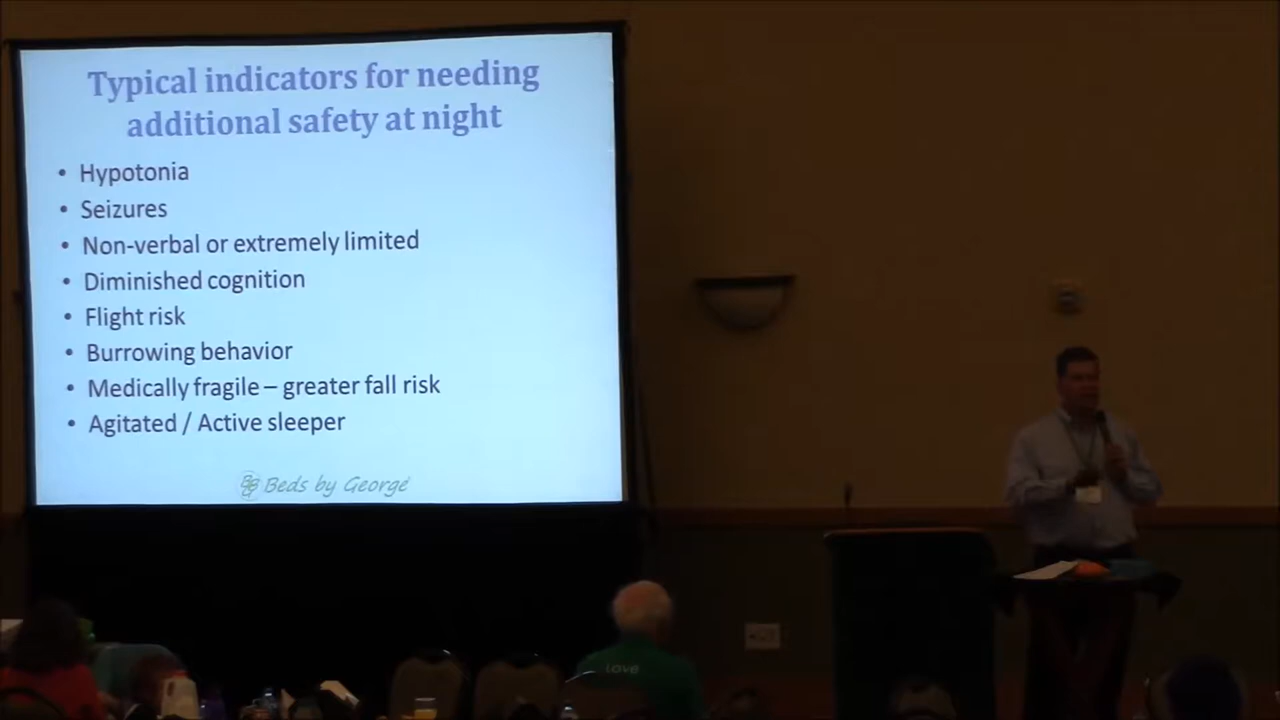 Typical indicators for needing
additional safety at night
• Hypotonia
• Seizures
• Non-verbal or extremely limited
• Diminished cognition
• Flight risk
• Burrowing behavior
• Medically fragile – greater fall risk
• Agitated / Active sleeper
Beds by George
love